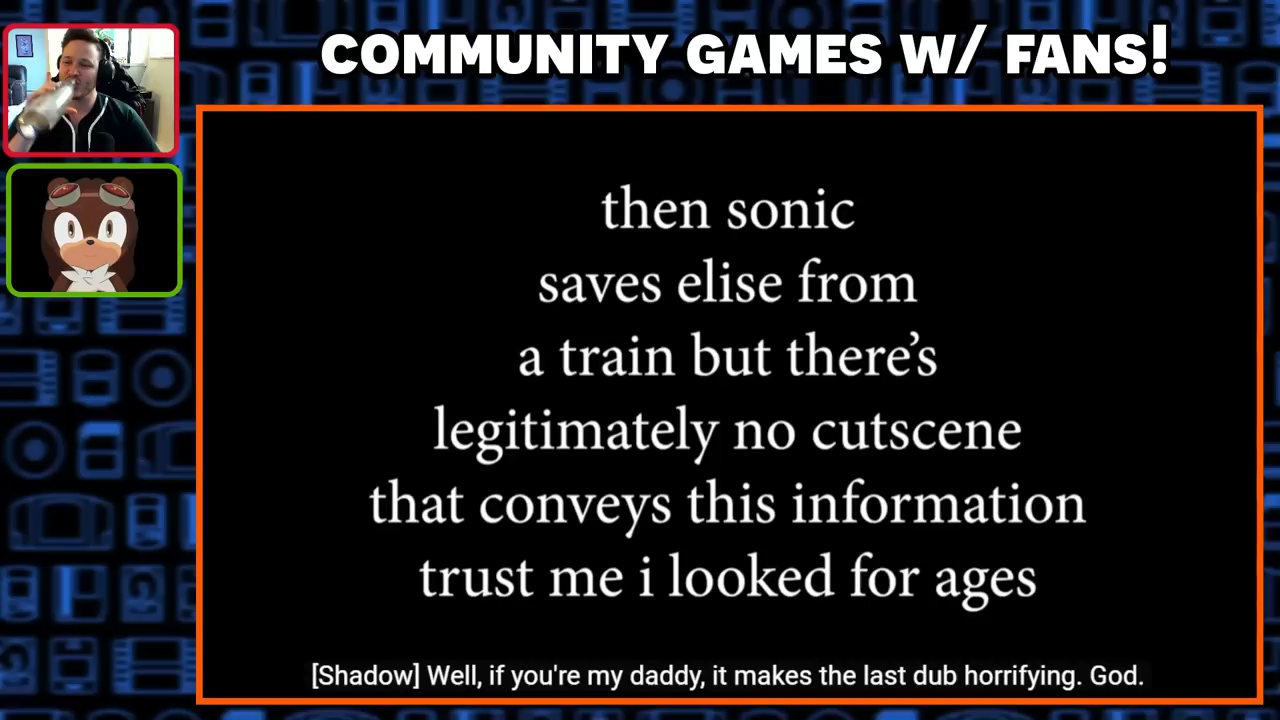 COMMUNITY GAMES W/ FANS!
then sonic
saves elise from
a train but there’s
legitimately no cutscene
that conveys this information
trust me i looked for ages
[Shadow] Well, if you're my daddy, it makes the last dub horrifying. God.